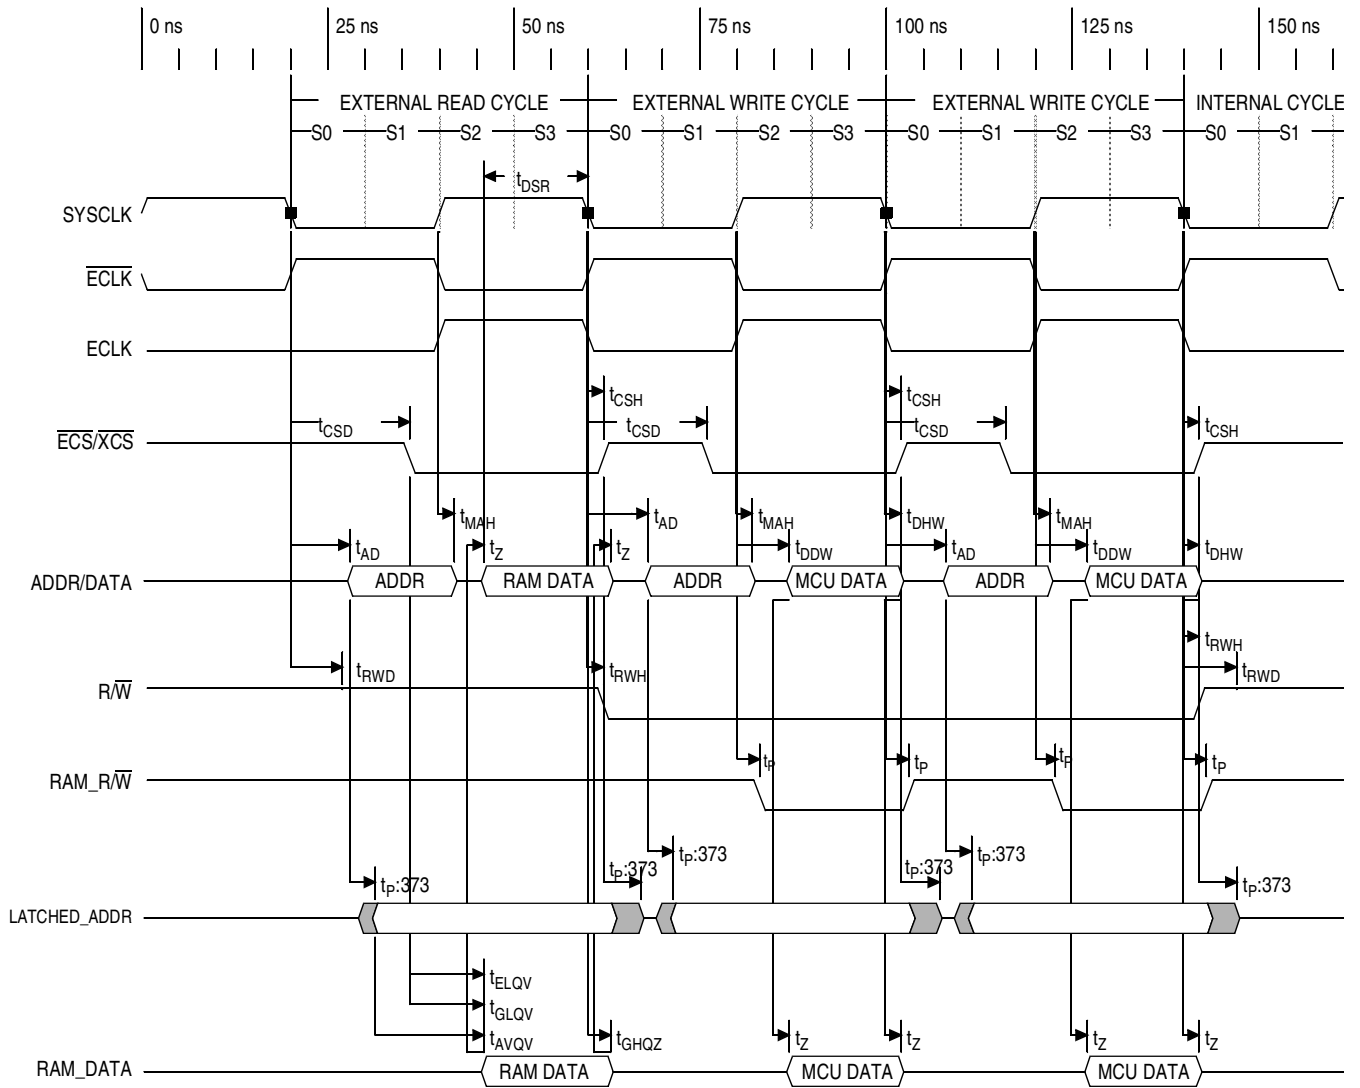 0 ns 25 ns 50 ns 75 ns 100 ns 125 ns 150 ns
EXTERNAL READ CYCLE EXTERNAL WRITE CYCLE EXTERNAL WRITE CYCLE INTERNAL CYCLE
S0 S1 S2 S3 S0 S1 S2 S3 S0 S1 S2 S3 S0 S1
tDSR
SYSCLK
ECLK
ECLK
tCSH tCSH
tCSD tCSD tCSD tCSH
ECS/XCS
tMAH tAD tMAH tDHW tMAH
tAD tZ tZ tDDW tAD tDDW tDHW
ADDR/DATA ADDR RAM DATA ADDR MCU DATA ADDR MCU DATA
tRWH
tRWD tRWH tRWD
R/W
tP tP tP tP
RAM_R/W
tP:373 tP:373
tP:373 tP:373 tP:373 tP:373
LATCHED_ADDR
tELQV
tGLQV
tAVQV tGHQZ tZ tZ tZ tZ
RAM_DATA RAM DATA MCU DATA MCU DATA